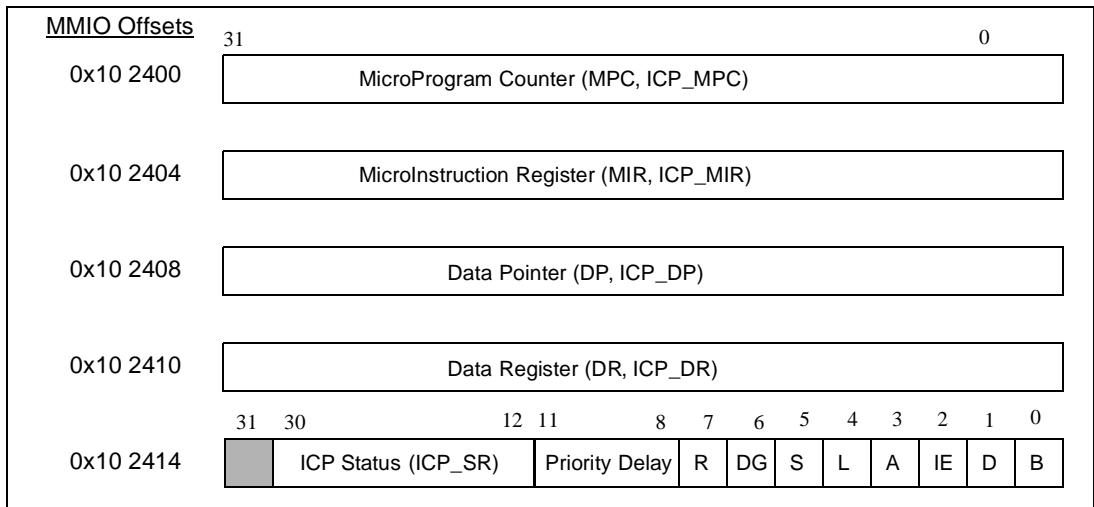 MMIO Offsets
31 0
0x10 2400 MicroProgram Counter (MPC, ICP_MPC)
0x10 2404 MicroInstruction Register (MIR, ICP_MIR)
0x10 2408 Data Pointer (DP, ICP_DP)
0x10 2410 Data Register (DR, ICP_DR)
31 30 12 11 8 7 6 5 4 3 2 1 0
0x10 2414 ICP Status (ICP_SR) Priority Delay R DG S L A IE D B